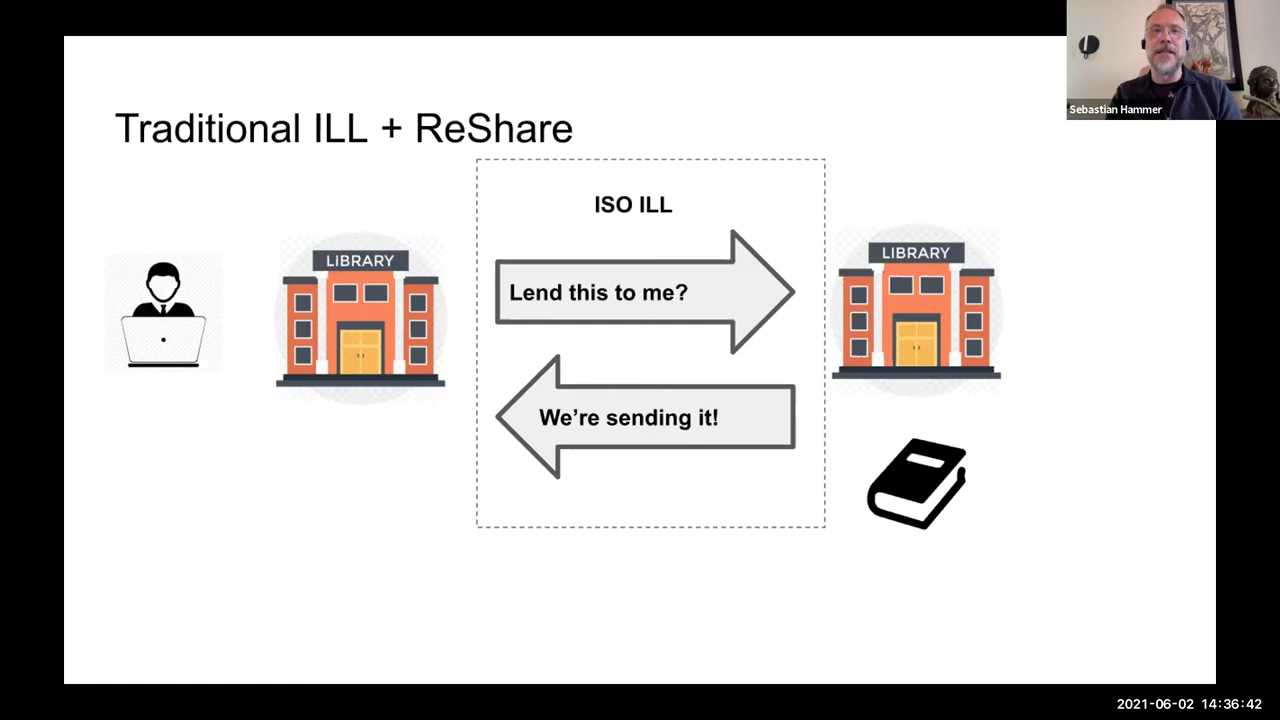 Sebastian Hammer
Traditional ILL + ReShare
ISO ILL
LIBRARY
LIBRARY
Lend this to me?
We're sending it!
2021-06-02 14:36:42